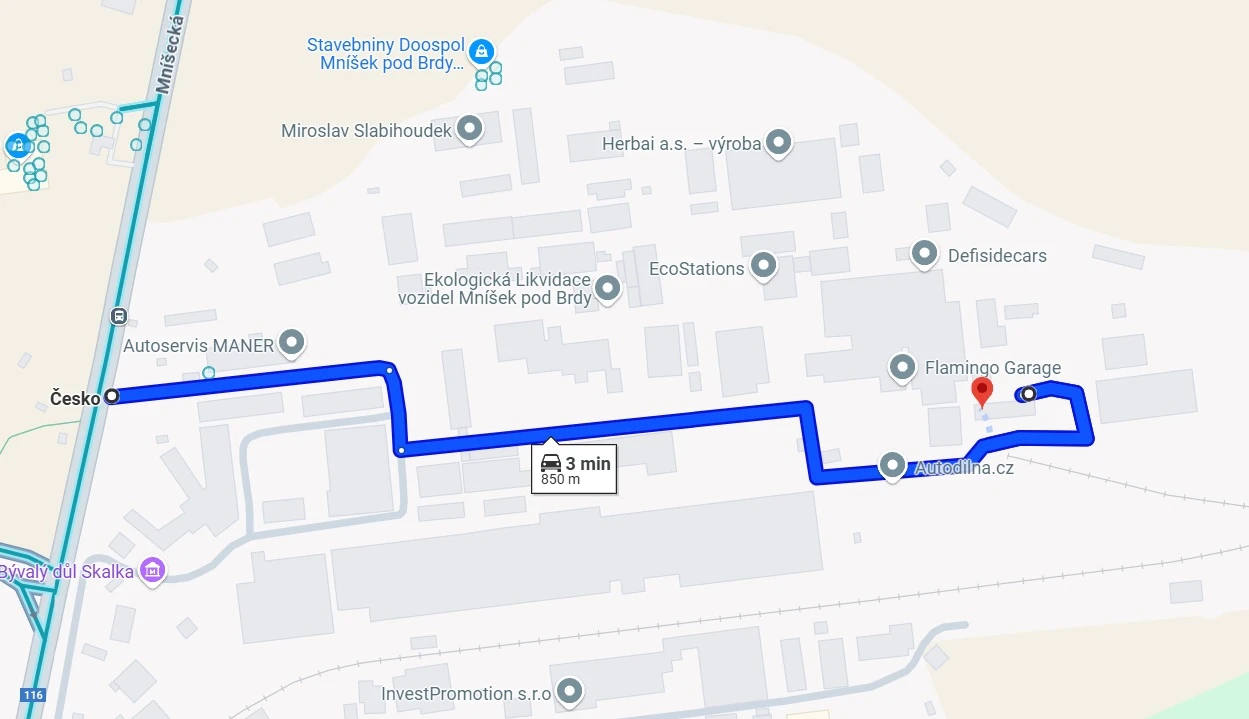 Mníšecká
Stavebniny Doospol
Mníšek pod Brdy...
Miroslav Slabihoudek
Herbai a.s. – výroba
Defisidecars
EcoStations
Ekologická Likvidace
vozidel Mníšek pod Brdy
Autoservis MANER
Flamingo Garage
Česko
3 min
850 m
Autodilna.cz
Bývalý důl Skalka
116
InvestPromotion s.r.o